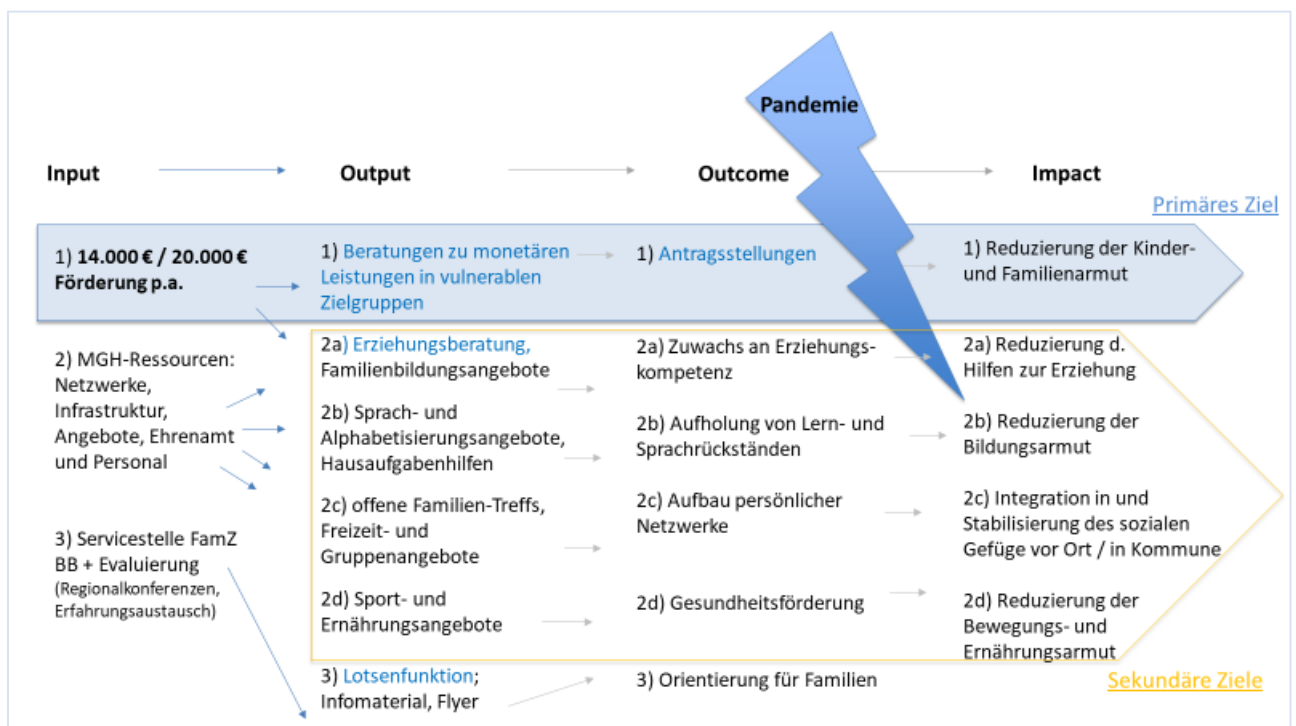 Pandemie
Input
Output
Outcome
Impact
Primäres Ziel
1) 14.000 € / 20.000 €
Förderung p.a.
1) Beratungen zu monetären
Leistungen in vulnerablen
Zielgruppen
1) Antragsstellungen
1) Reduzierung der Kinder-
und Familienarmut
2) MGH-Ressourcen:
Netzwerke,
Infrastruktur,
Angebote, Ehrenamt
und Personal
2a) Erziehungsberatung,
Familienbildungsangebote
2a) Zuwachs an Erziehungs-
kompetenz
2a) Reduzierung d.
Hilfen zur Erziehung
2b) Sprach- und
Alphabetisierungsangebote,
Hausaufgabenhilfen
2b) Aufholung von Lern- und
Sprachrückständen
2b) Reduzierung der
Bildungsarmut
2c) offene Familien-Treffs,
Freizeit- und
Gruppenangebote
2c) Aufbau persönlicher
Netzwerke
2c) Integration in und
Stabilisierung des sozialen
Gefüge vor Ort / in Kommune
3) Servicestelle FamZ
BB + Evaluierung
(Regionalkonferenzen,
Erfahrungsaustausch)
2d) Sport- und
Ernährungsangebote
2d) Gesundheitsförderung
2d) Reduzierung der
Bewegungs- und
Ernährungsarmut
3) Lotsenfunktion;
Infomaterial, Flyer
3) Orientierung für Familien
Sekundäre Ziele